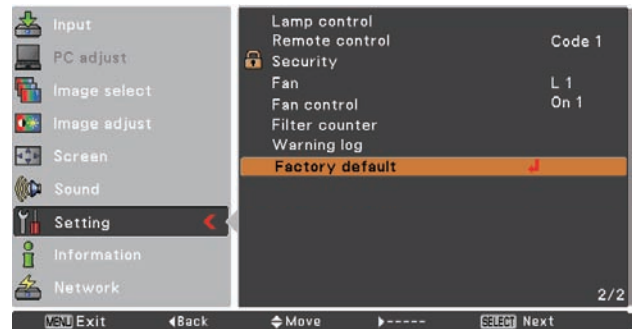 Input
PC adjust
Image select
Image adjust
Screen
Sound
Setting
Information
Network
Lamp control
Remote control Code 1
Security
Fan L 1
Fan control On 1
Filter counter
Warning log
Factory default
2/2
MENU Exit ◀Back Move ▶----- SELECT Next